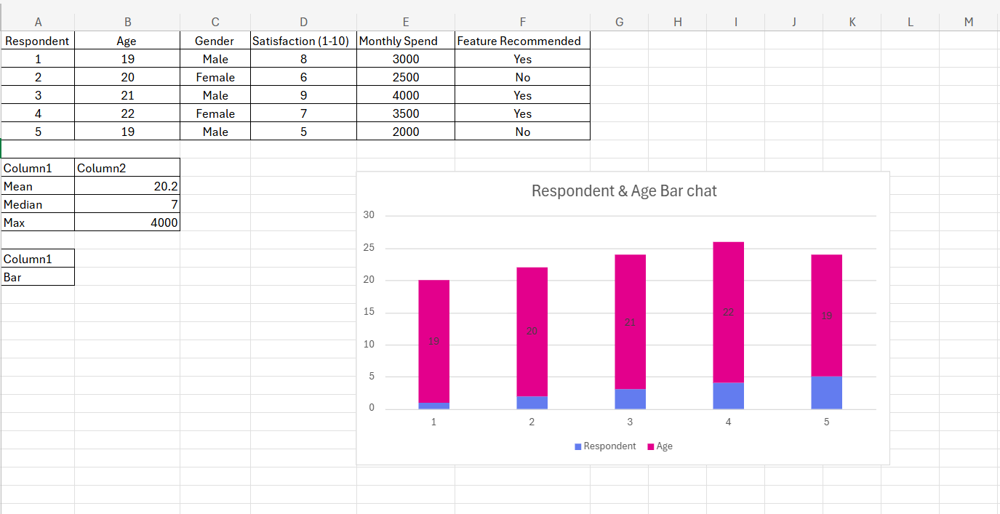 A B C D E F G H I J K L M
Respondent Age Gender Satisfaction (1-10) Monthly Spend Feature Recommended
1 19 Male 8 3000 Yes
2 20 Female 6 2500 No
3 21 Male 9 4000 Yes
4 22 Female 7 3500 Yes
5 19 Male 5 2000 No
Column1 Column2
Mean 20.2
Median 7
Max 4000
Column1
Bar
Respondent & Age Bar chat
30
25
20
15
10
5
0
19 20 21 22 19
1 2 3 4 5
Respondent Age